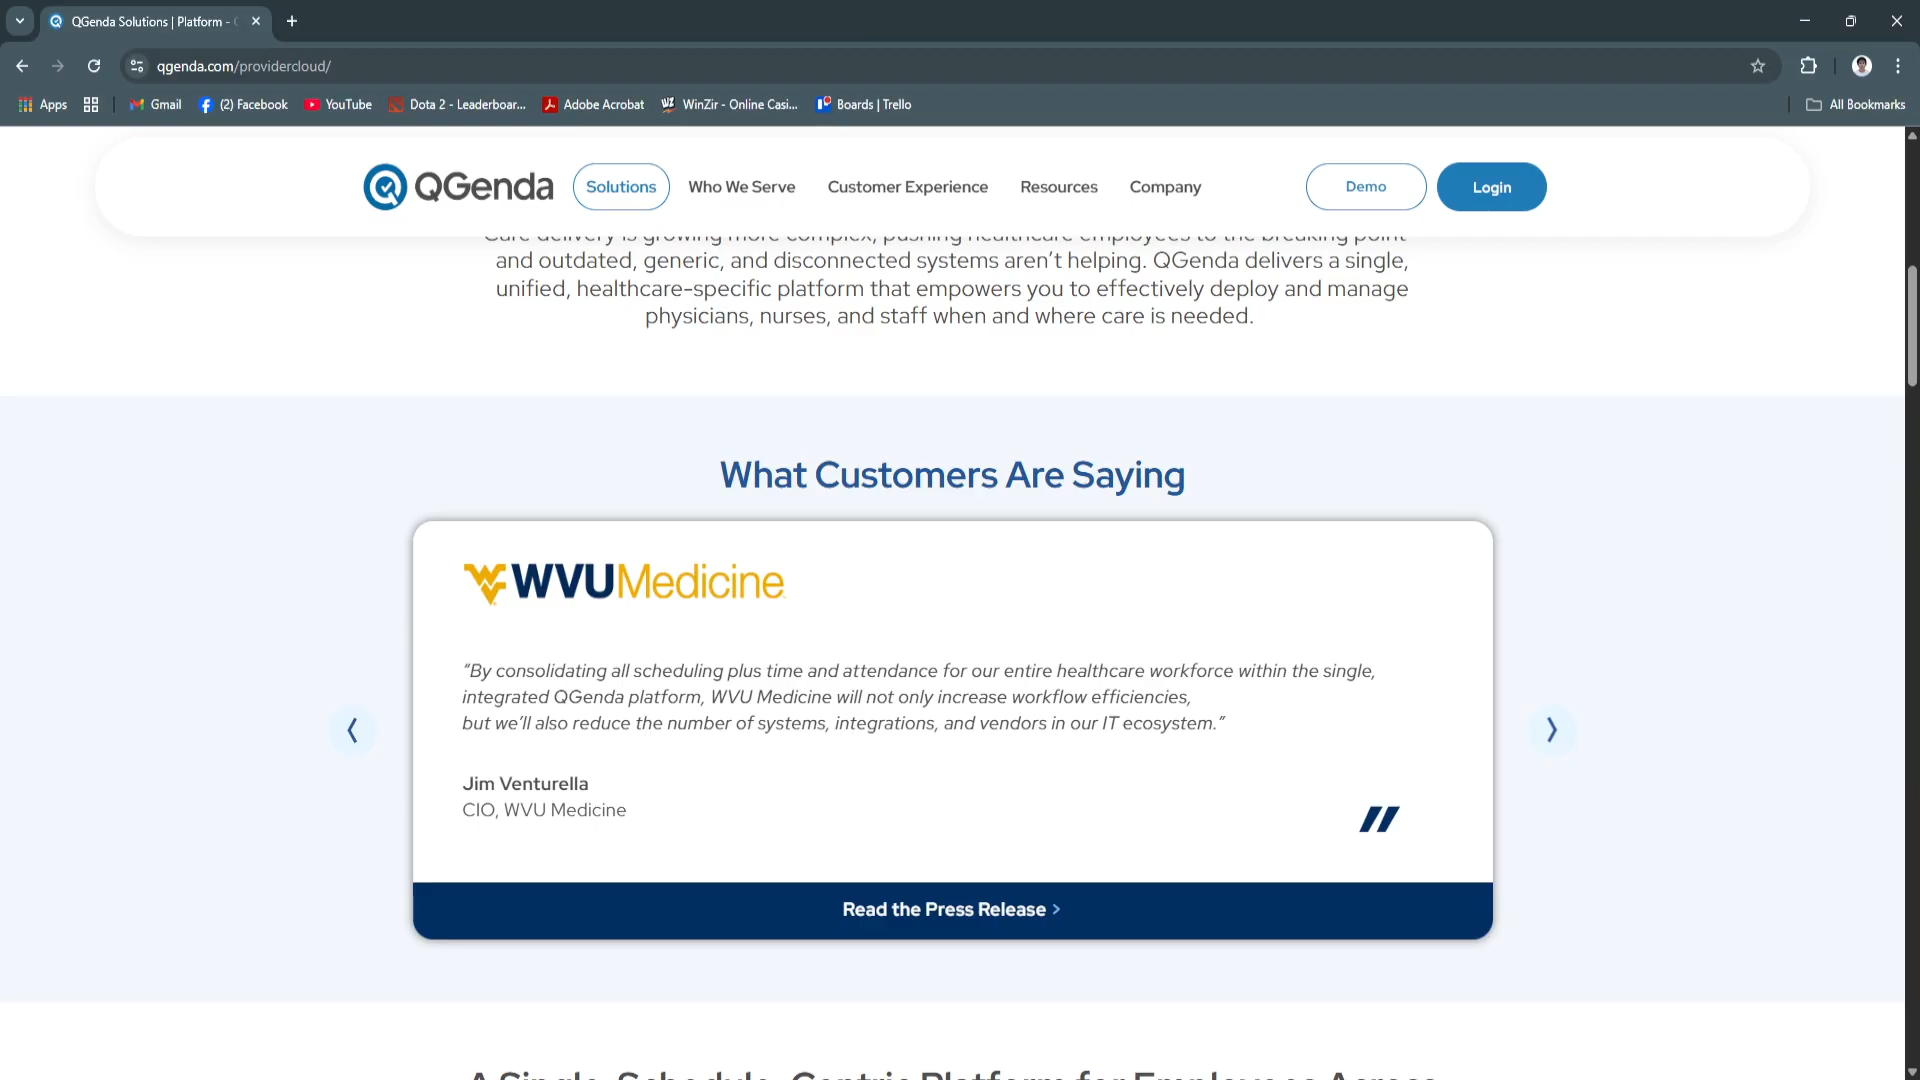 QGenda Solutions | Platform -
qgenda.com/providercloud/
Apps
Gmail
(2) Facebook
YouTube
Dota 2 - Leaderboar...
Adobe Acrobat
WinZir - Online Casi...
Boards | Trello
All Bookmarks
QGenda
Solutions
Who We Serve
Customer Experience
Resources
Company
Demo
Login
Care delivery is growing more complex, pushing healthcare employees to the breaking point
and outdated, generic, and disconnected systems aren’t helping. QGenda delivers a single,
unified, healthcare-specific platform that empowers you to effectively deploy and manage
physicians, nurses, and staff when and where care is needed.
What Customers Are Saying
WVUMedicine
“By consolidating all scheduling plus time and attendance for our entire healthcare workforce within the single,
integrated QGenda platform, WVU Medicine will not only increase workflow efficiencies,
but we’ll also reduce the number of systems, integrations, and vendors in our IT ecosystem.”
Jim Venturella
CIO, WVU Medicine
Read the Press Release >
A Single, Schedule-Centric Platform for Employees Across